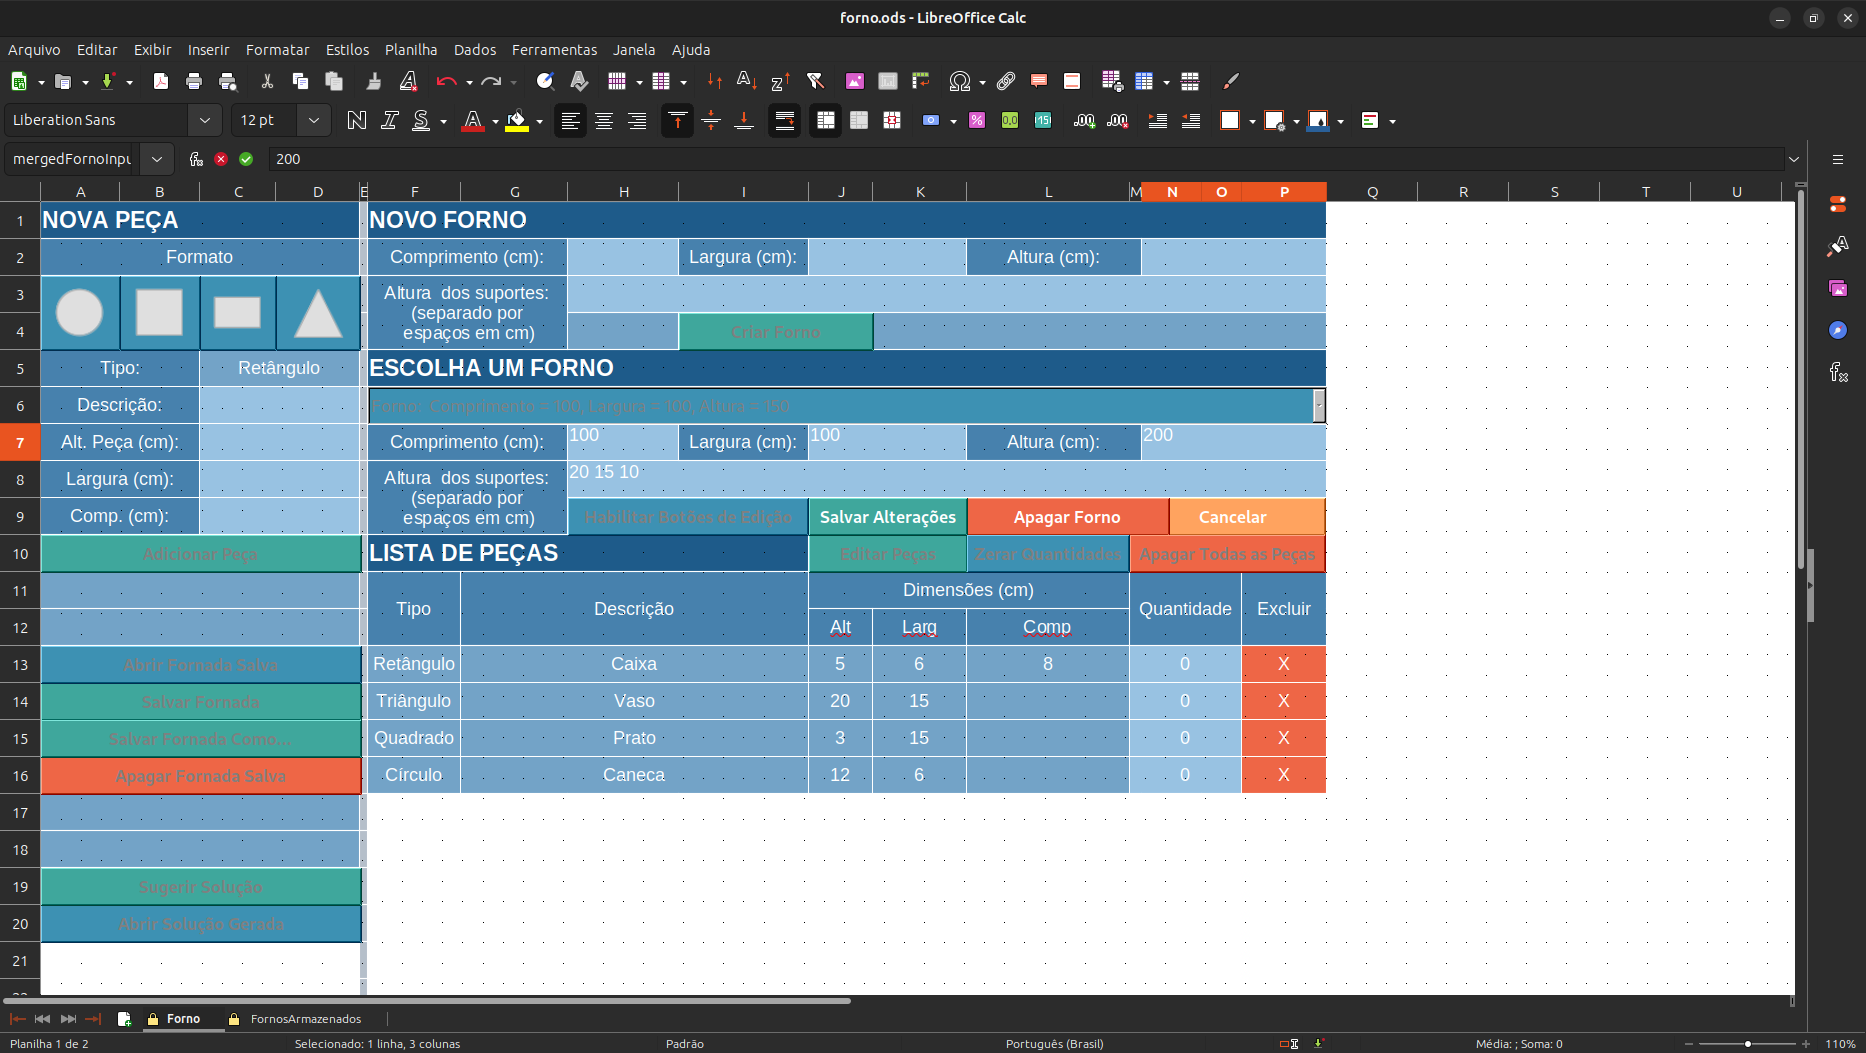 forno.ods - LibreOffice Calc
Arquivo Editar Exibir Inserir Formatar Estilos Planilha Dados Ferramentas Janela Ajuda
Liberation Sans 12 pt
mergedFornoInpu 200
A B C D E F G H I J K L M N O P Q R S T U
1 NOVA PEÇA NOVO FORNO
2 Formato Comprimento (cm): Largura (cm): Altura (cm):
3 Altura dos suportes:
(separado por
4 espaços em cm) Criar Forno
5 Tipo: Retângulo ESCOLHA UM FORNO
6 Descrição: Forno: Comprimento = 100, Largura = 100, Altura = 150
7 Alt. Peça (cm): Comprimento (cm): 100 Largura (cm): 100 Altura (cm): 200
8 Largura (cm): Altura dos suportes: 20 15 10
(separado por
9 Comp. (cm): espaços em cm) Habilitar Botões de Edição Salvar Alterações Apagar Forno Cancelar
10 Adicionar Peça LISTA DE PEÇAS Editar Peças Zerar Quantidades Apagar Todas as Peças
11 Tipo Descrição Dimensões (cm) Quantidade Excluir
12 Alt Larg Comp
13 Abrir Fornada Salva Retângulo Caixa 5 6 8 0 X
14 Salvar Fornada Triângulo Vaso 20 15 0 X
15 Salvar Fornada Como... Quadrado Prato 3 15 0 X
16 Apagar Fornada Salva Círculo Caneca 12 6 0 X
17
18
19 Sugerir Solução
20 Abrir Solução Gerada
21
Forno FornosArmazenados
Planilha 1 de 2 Selecionado: 1 linha, 3 colunas Padrão Português (Brasil) Média: ; Soma: 0 110%